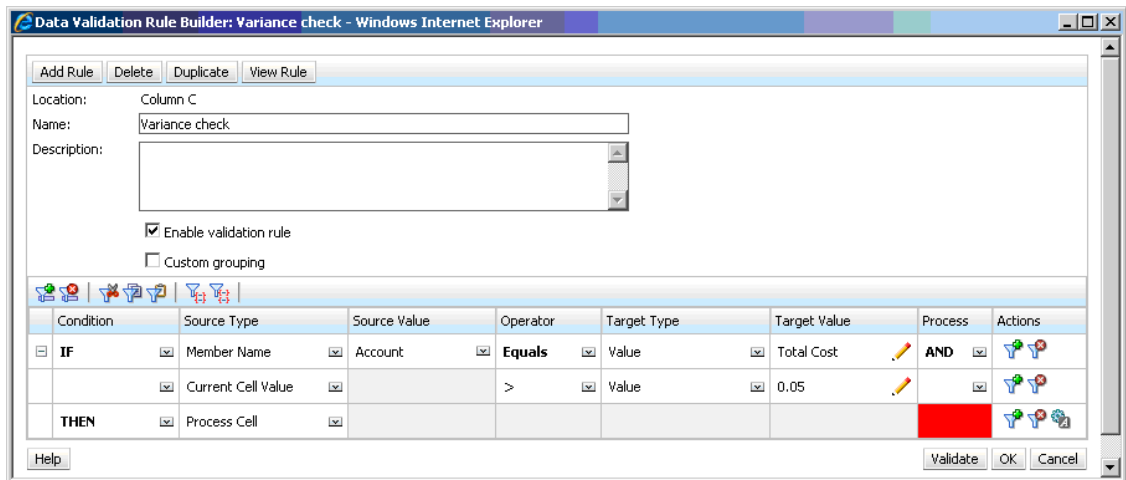 Data Validation Rule Builder: Variance check - Windows Internet Explorer
Add Rule Delete Duplicate View Rule
Location: Column C
Name: Variance check
Description:
Enable validation rule
Custom grouping
Condition Source Type Source Value Operator Target Type Target Value Process Actions
IF Member Name Account Equals Value Total Cost AND
Current Cell Value > Value 0.05
THEN Process Cell
Help Validate OK Cancel